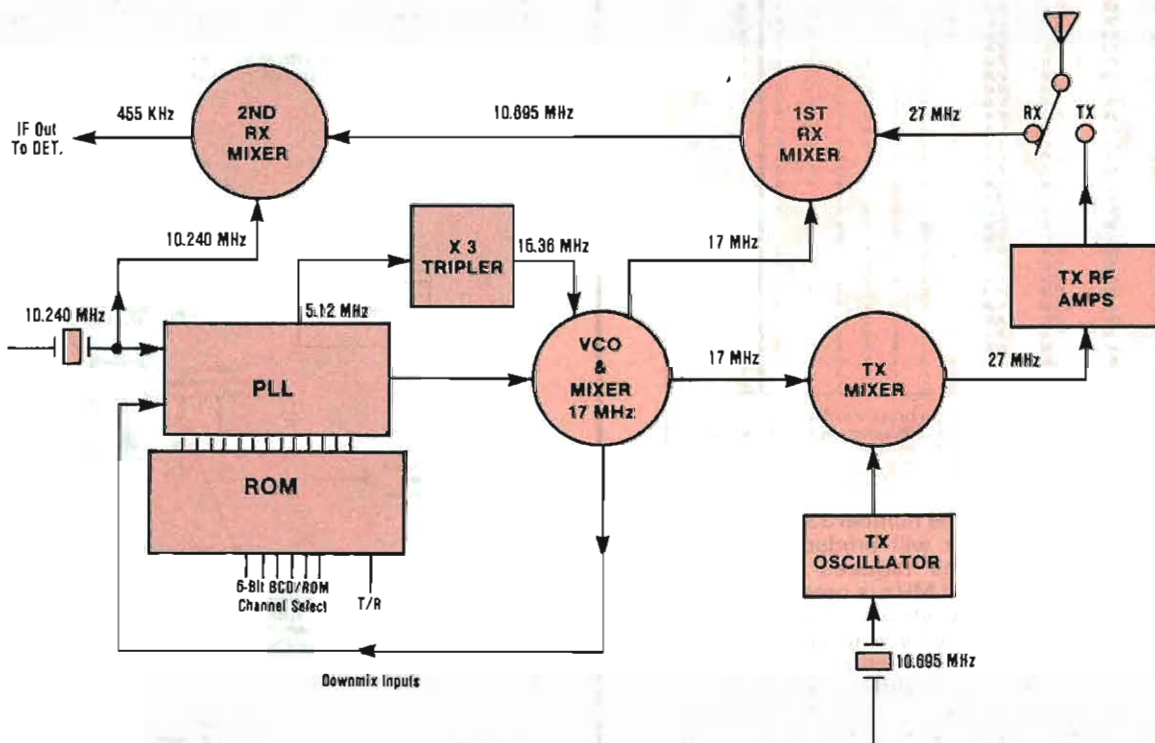 2ND
RX
MIXER
455 KHz
IF Out
To DET.
10.695 MHz
1ST
RX
MIXER
27 MHz
RX
TX
10.240 MHz
X 3
TRIPLER
15.36 MHz
17 MHz
TX RF
AMPS
10.240 MHz
5.12 MHz
PLL
VCO
&
MIXER
17 MHz
17 MHz
TX
MIXER
27 MHz
ROM
6-Bit BCD/ROM
Channel Select
T/R
TX
OSCILLATOR
10.695 MHz
Downmix Inputs